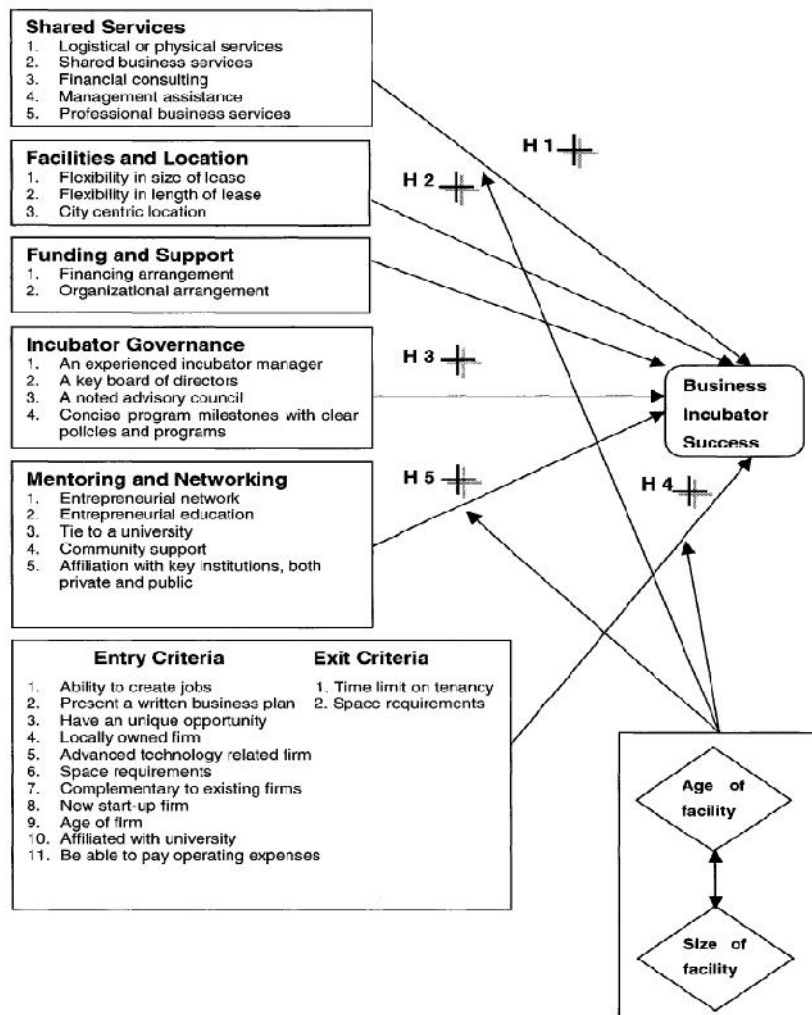 Shared Services
1. Logistical or physical services
2. Shared business services
3. Financial consulting
4. Management assistance
5. Professional business services
H 1
H 2
Facilities and Location
1. Flexibility in size of lease
2. Flexibility in length of lease
3. City centric location
Funding and Support
1. Financing arrangement
2. Organizational arrangement
Incubator Governance
1. An experienced incubator manager
2. A key board of directors
3. A noted advisory council
4. Concise program milestones with clear
policies and programs
H 3
Business
Incubator
Success
Mentoring and Networking
1. Entrepreneurial network
2. Entrepreneurial education
3. Tie to a university
4. Community support
5. Affiliation with key institutions, both
private and public
H 5
H 4
Entry Criteria
1. Ability to create jobs
2. Present a written business plan
3. Have an unique opportunity
4. Locally owned firm
5. Advanced technology related firm
6. Space requirements
7. Complementary to existing firms
8. New start-up firm
9. Age of firm
10. Affiliated with university
11. Be able to pay operating expenses
Exit Criteria
1. Time limit on tenancy
2. Space requirements
Age of
facility
Size of
facility